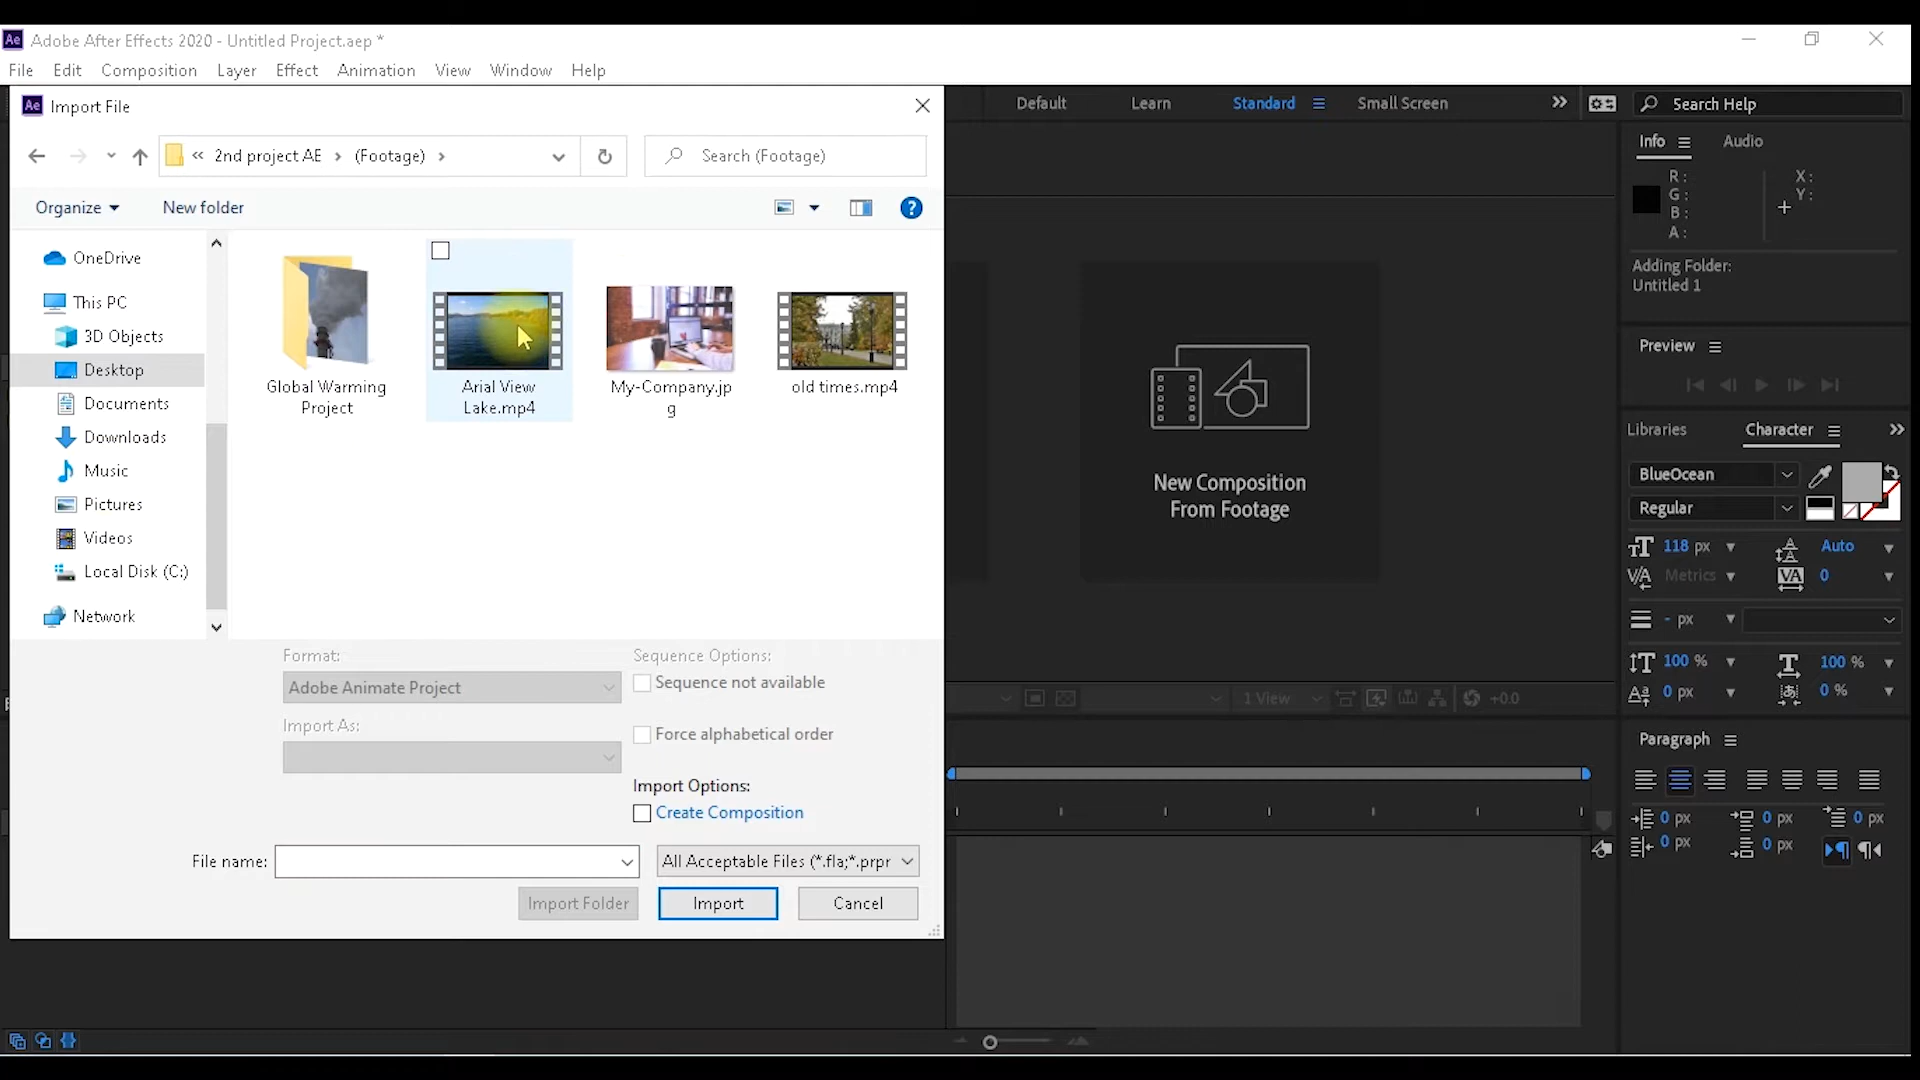 Ae Adobe After Effects 2020 - Untitled Project.aep *
File Edit Composition Layer Effect Animation View Window Help
Ae Import File
Default Learn Standard Small Screen Search Help
« 2nd project AE › (Footage) › Search (Footage)
Organize New folder
OneDrive
This PC
3D Objects
Desktop
Documents
Downloads
Music
Pictures
Videos
Local Disk (C:)
Network
Global Warming
Project
Arial View
Lake.mp4
My-Company.jp
g
old times.mp4
Format:
Adobe Animate Project
Import As:
Sequence Options:
Sequence not available
Force alphabetical order
Import Options:
Create Composition
File name:
All Acceptable Files (*.fla;*.prpr
Import Folder Import Cancel
New Composition
From Footage
1 View +0.0
Info Audio
R : X :
G : Y :
B :
A :
Adding Folder:
Untitled 1
Preview
Libraries Character
BlueOcean
Regular
118 px Auto
Metrics 0
- px
100 % 100 %
0 px 0 %
Paragraph
0 px 0 px 0 px
0 px 0 px